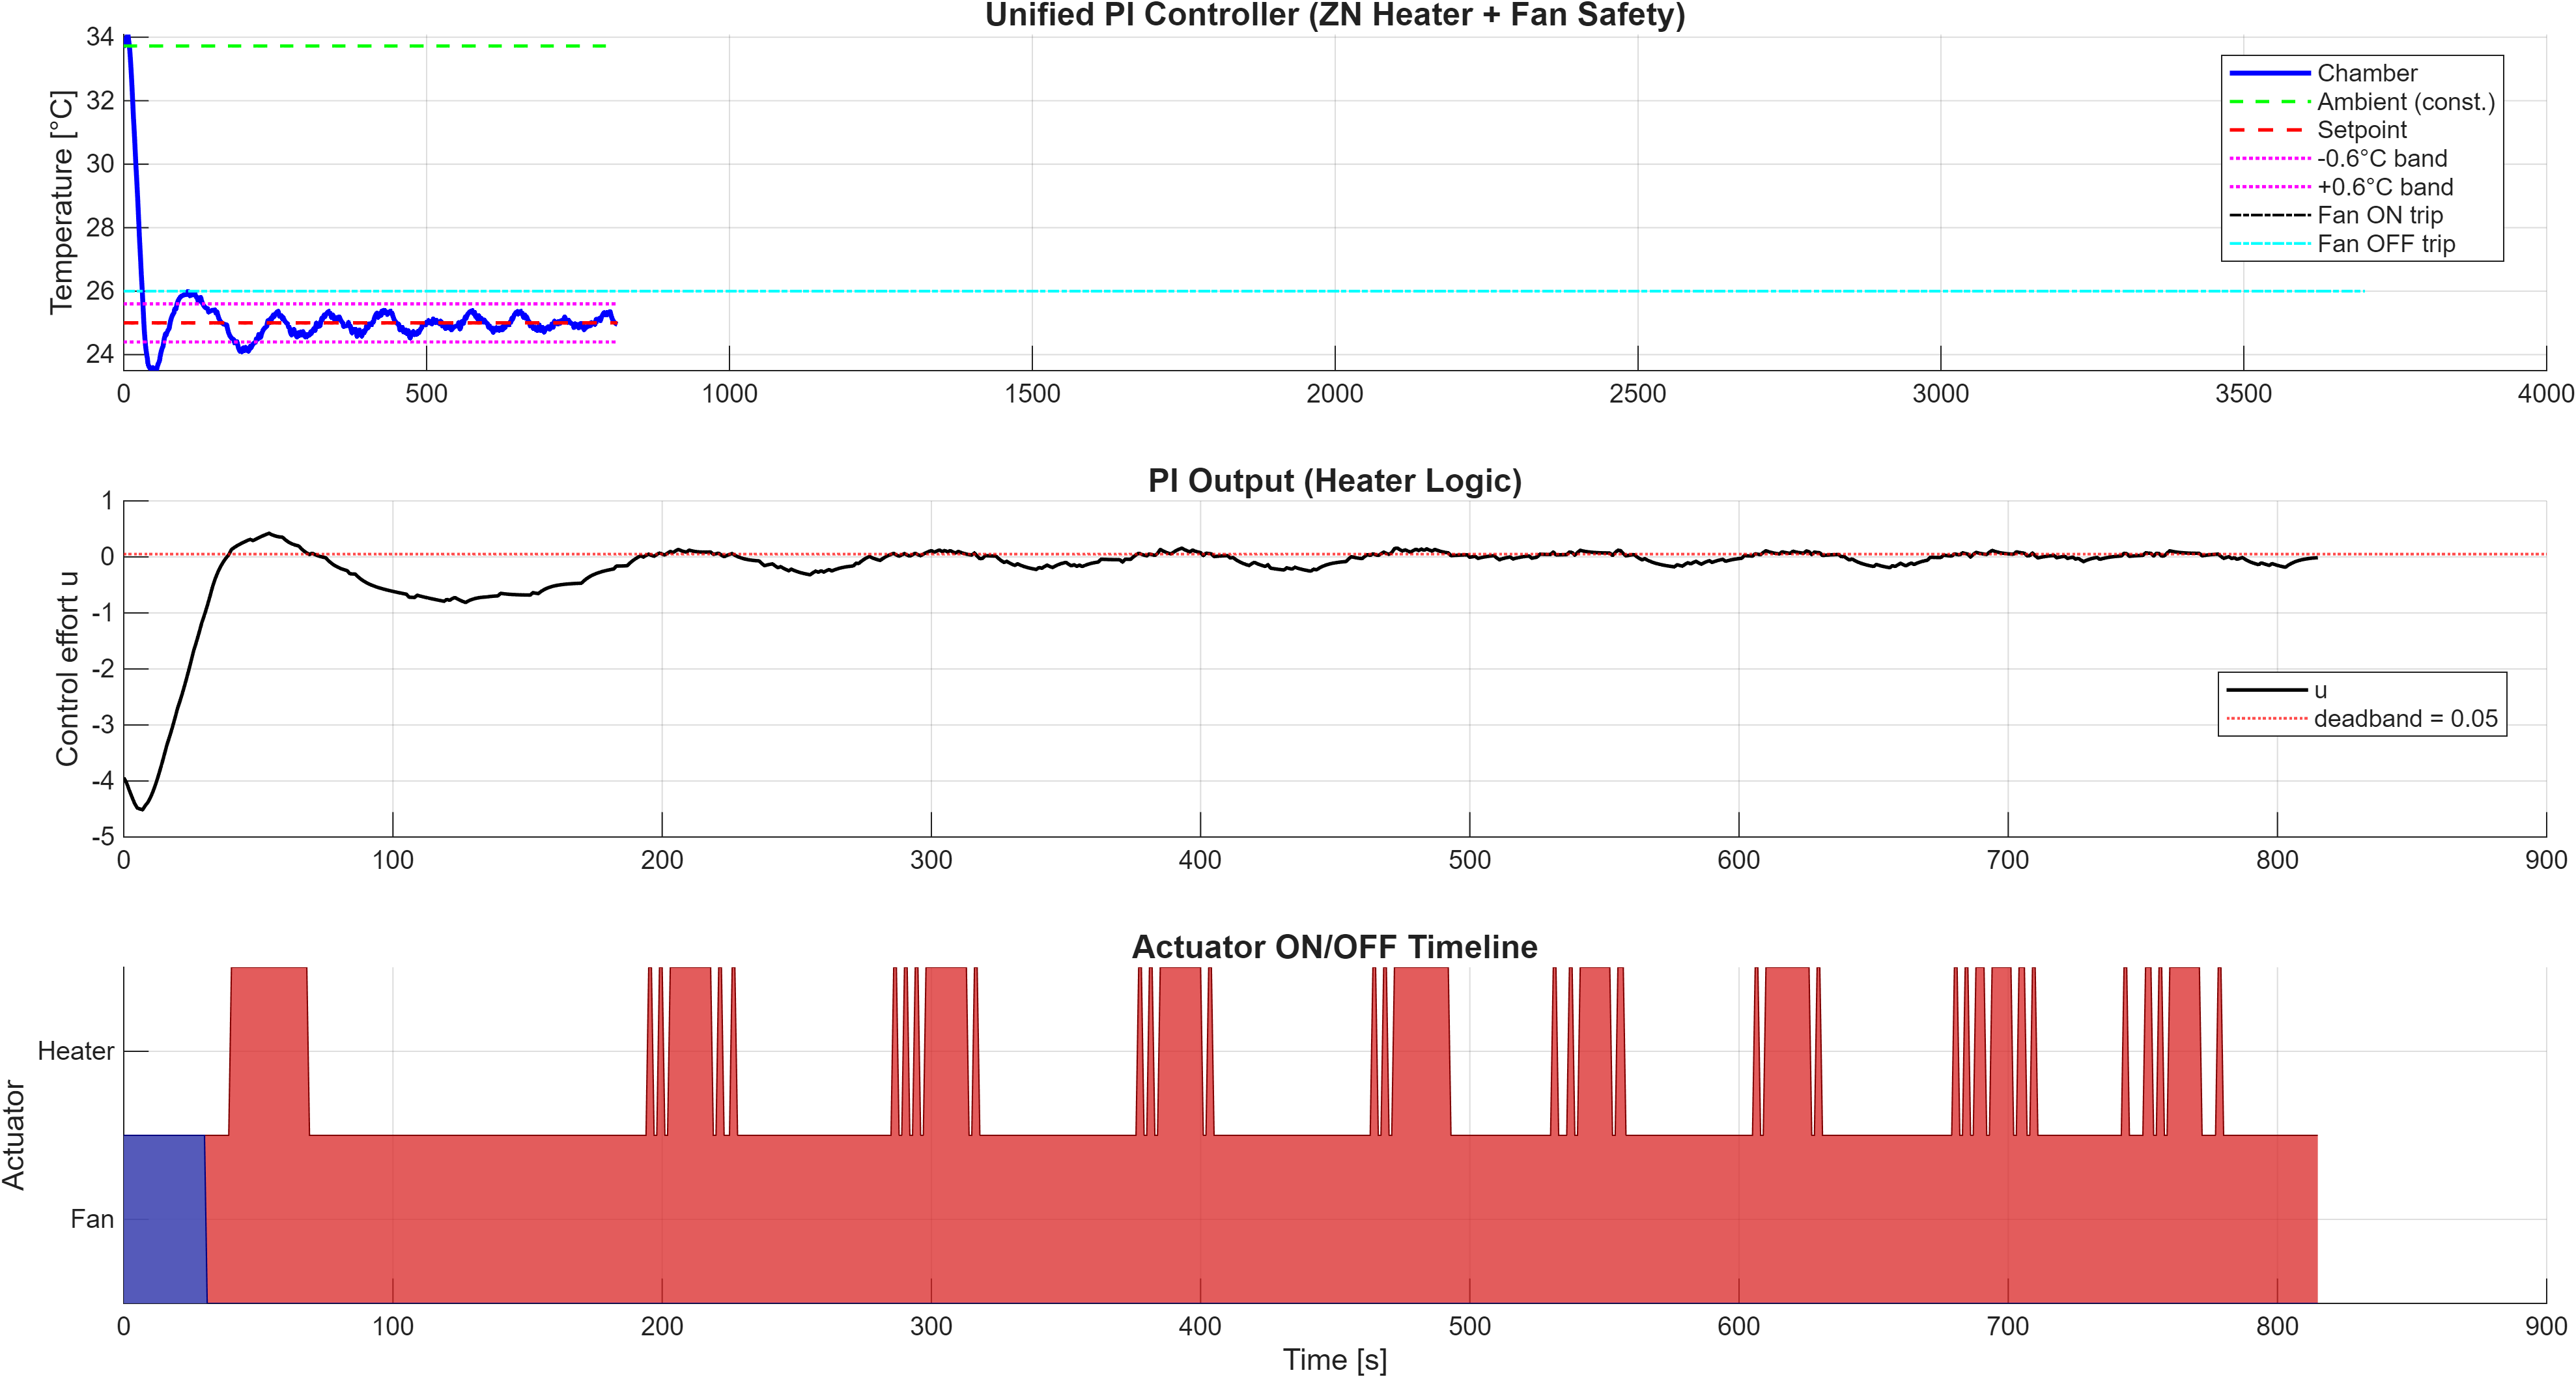 Unified PI Controller (ZN Heater + Fan Safety)
Temperature [°C]
34
32
30
28
26
24
0 500 1000 1500 2000 2500 3000 3500 4000
Chamber
Ambient (const.)
Setpoint
-0.6°C band
+0.6°C band
Fan ON trip
Fan OFF trip
PI Output (Heater Logic)
Control effort u
1
0
-1
-2
-3
-4
-5
0 100 200 300 400 500 600 700 800 900
u
deadband = 0.05
Actuator ON/OFF Timeline
Actuator
Heater
Fan
0 100 200 300 400 500 600 700 800 900
Time [s]